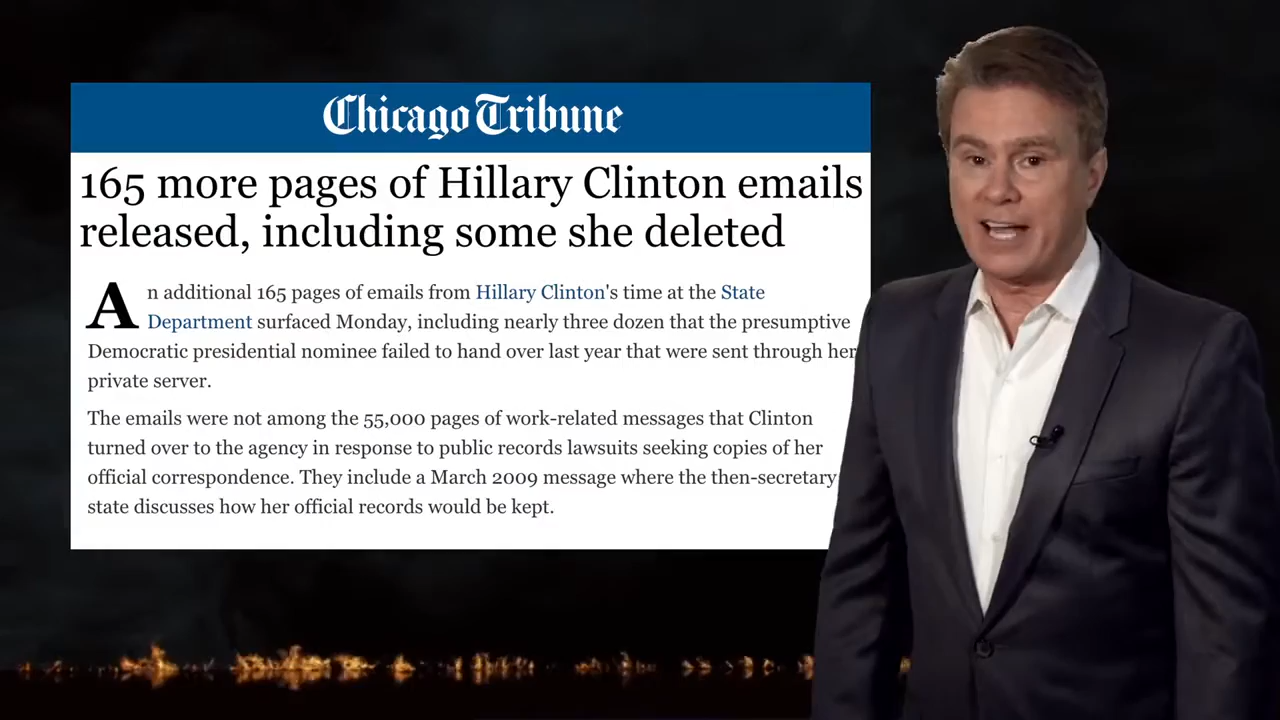 Chicago Tribune
165 more pages of Hillary Clinton emails
released, including some she deleted
An additional 165 pages of emails from Hillary Clinton's time at the State
Department surfaced Monday, including nearly three dozen that the presumptive
Democratic presidential nominee failed to hand over last year that were sent through her
private server.
The emails were not among the 55,000 pages of work-related messages that Clinton
turned over to the agency in response to public records lawsuits seeking copies of her
official correspondence. They include a March 2009 message where the then-secretary
state discusses how her official records would be kept.